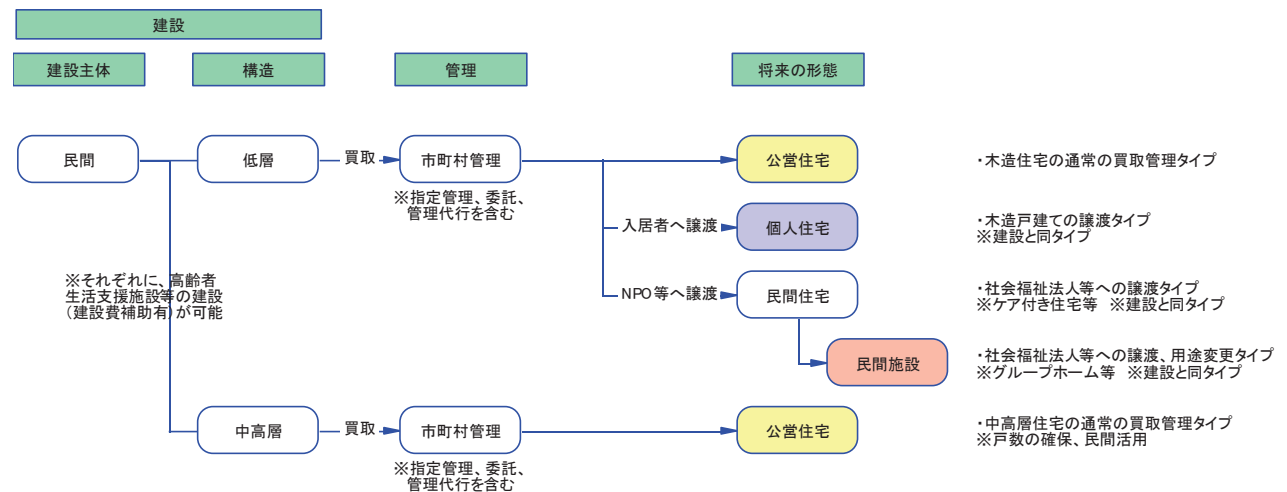 建設
建設主体
構造
管理
将来の形態
民間
低層
買取
市町村管理
公営住宅
・木造住宅の通常の買取管理タイプ
※指定管理、委託、
管理代行を含む
入居者へ譲渡
個人住宅
・木造戸建ての譲渡タイプ
※建設と同タイプ
※それぞれに、高齢者
生活支援施設等の建設
(建設費補助有)が可能
NPO等へ譲渡
民間住宅
・社会福祉法人等への譲渡タイプ
※ケア付き住宅等 ※建設と同タイプ
民間施設
・社会福祉法人等への譲渡、用途変更タイプ
※グループホーム等 ※建設と同タイプ
中高層
買取
市町村管理
公営住宅
・中高層住宅の通常の買取管理タイプ
※戸数の確保、民間活用
※指定管理、委託、
管理代行を含む